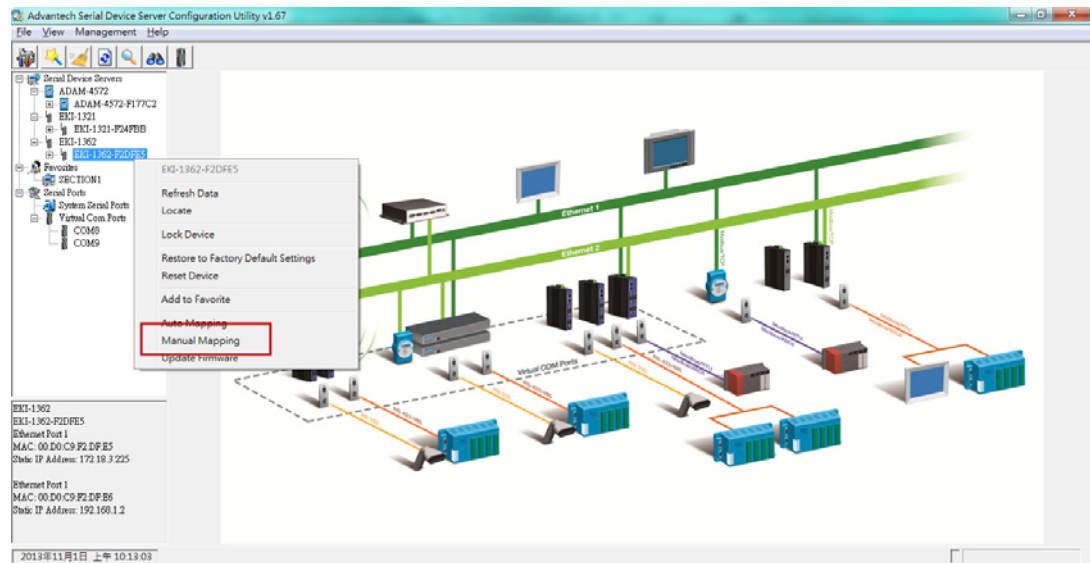 Advantech Serial Device Server Configuration Utility v1.67
File View Management Help
Serial Device Servers
ADAM-4572
ADAM-4572-F177C2
EKI-1321
EKI-1321-F24FBB
EKI-1362
EKI-1362-F2DFE5
Favorites
SECTION1
Serial Ports
System Serial Ports
Virtual Com Ports
COM8
COM9
EKI-1362-F2DFE5
Refresh Data
Locate
Lock Device
Restore to Factory Default Settings
Reset Device
Add to Favorite
Auto Mapping
Manual Mapping
Update Firmware
Ethernet 1
Ethernet 2
Modbus/TCP
Modbus/TCP
Virtual COM Ports
EKI-1362
EKI-1362-F2DFE5
Ethernet Port 1
MAC: 00.D0.C9.F2.DF.E5
Static IP Address: 172.18.3.225
Ethernet Port 1
MAC: 00.D0.C9.F2.DF.E6
Static IP Address: 192.168.1.2
2013年11月1日 上午 10:13:03